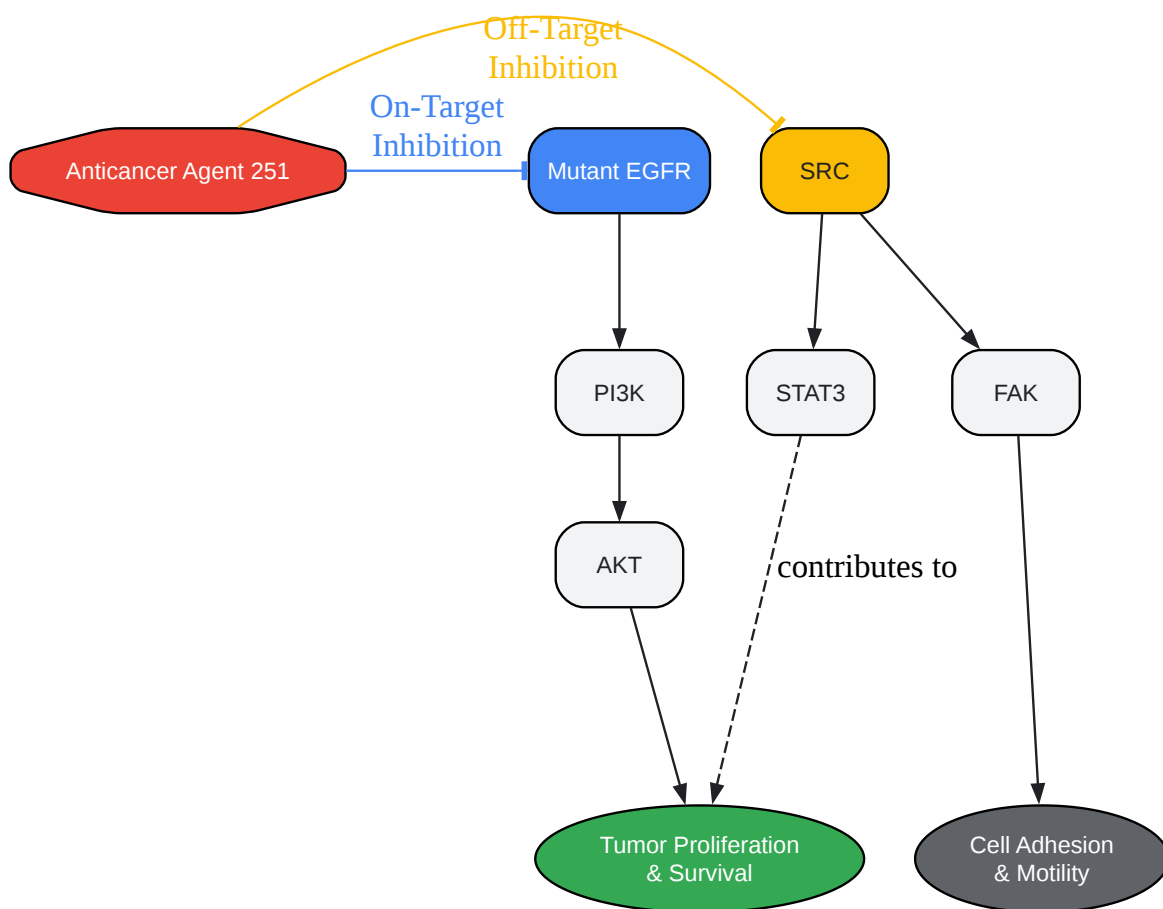 Off-Target
Inhibition
On-Target
Inhibition
Anticancer Agent 251
Mutant EGFR
SRC
PI3K
STAT3
FAK
AKT
contributes to
Tumor Proliferation
& Survival
Cell Adhesion
& Motility